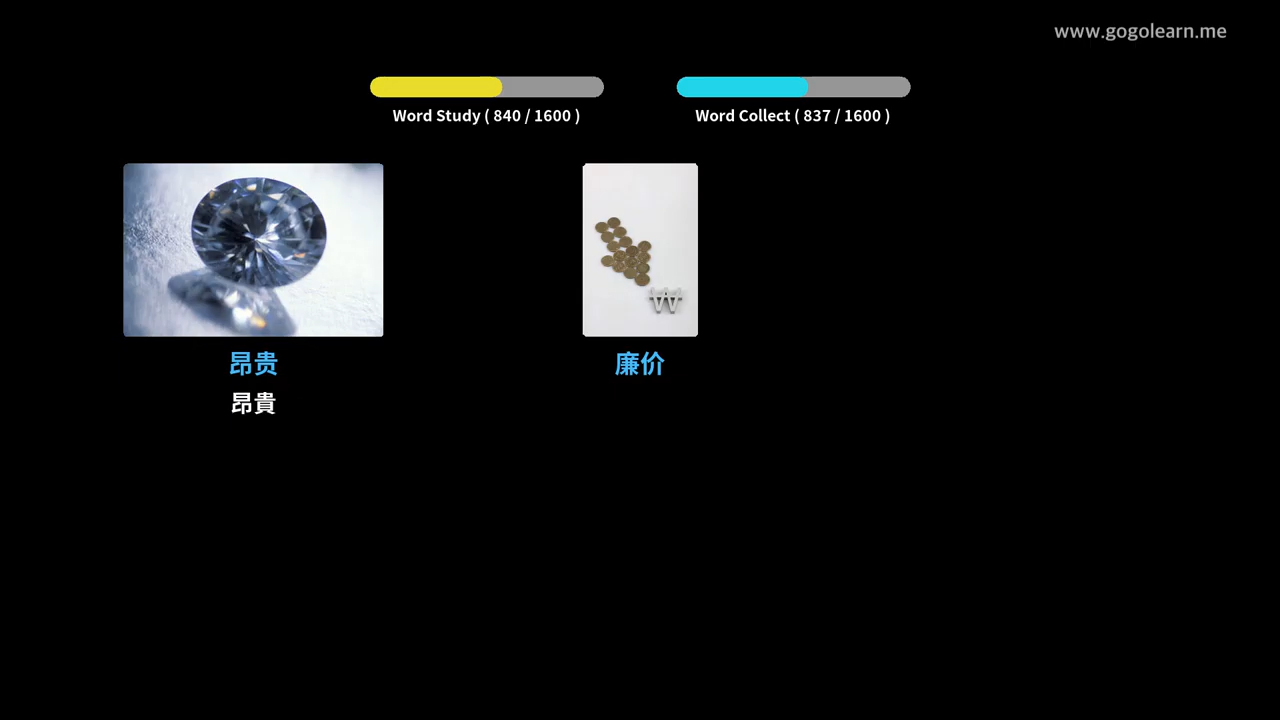 www.gogolearn.me
Word Study ( 840 / 1600 )
Word Collect ( 837 / 1600 )
₩
昂贵
廉价
昂貴